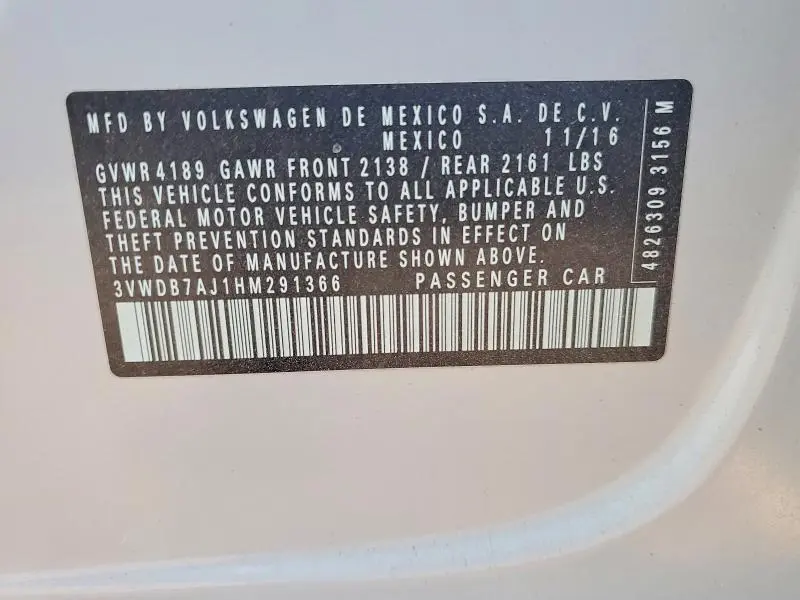 MFD BY VOLKSWAGEN DE MEXICO S.A. DE C.V.
MEXICO 11/16
GVWR 4189 GAWR FRONT 2138 / REAR 2161 LBS
THIS VEHICLE CONFORMS TO ALL APPLICABLE U.S.
FEDERAL MOTOR VEHICLE SAFETY, BUMPER AND
THEFT PREVENTION STANDARDS IN EFFECT ON
THE DATE OF MANUFACTURE SHOWN ABOVE.
3VWDB7AJ1HM291366 PASSENGER CAR
4826309 3156 M